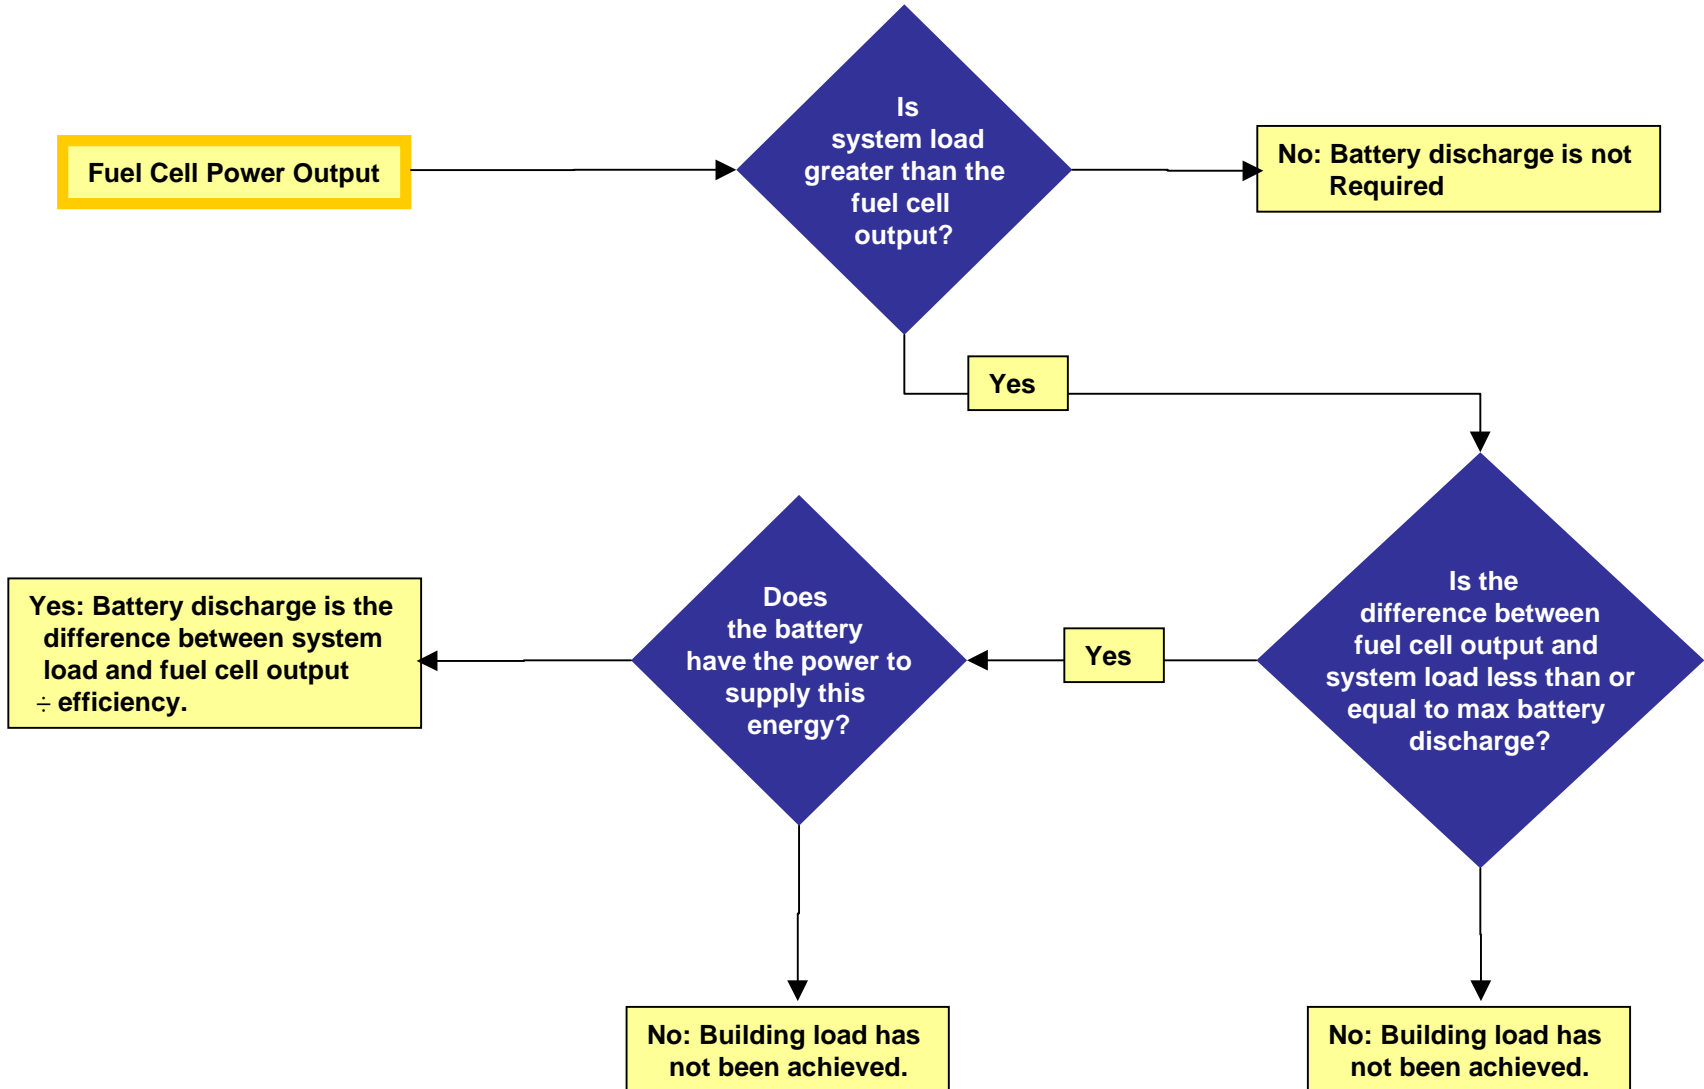 Fuel Cell Power Output
Is
system load
greater than the
fuel cell
output?
No: Battery discharge is not
Required
Yes
Is the
difference between
fuel cell output and
system load less than or
equal to max battery
discharge?
Yes
Does
the battery
have the power to
supply this
energy?
Yes: Battery discharge is the
difference between system
load and fuel cell output
÷ efficiency.
No: Building load has
not been achieved.
No: Building load has
not been achieved.